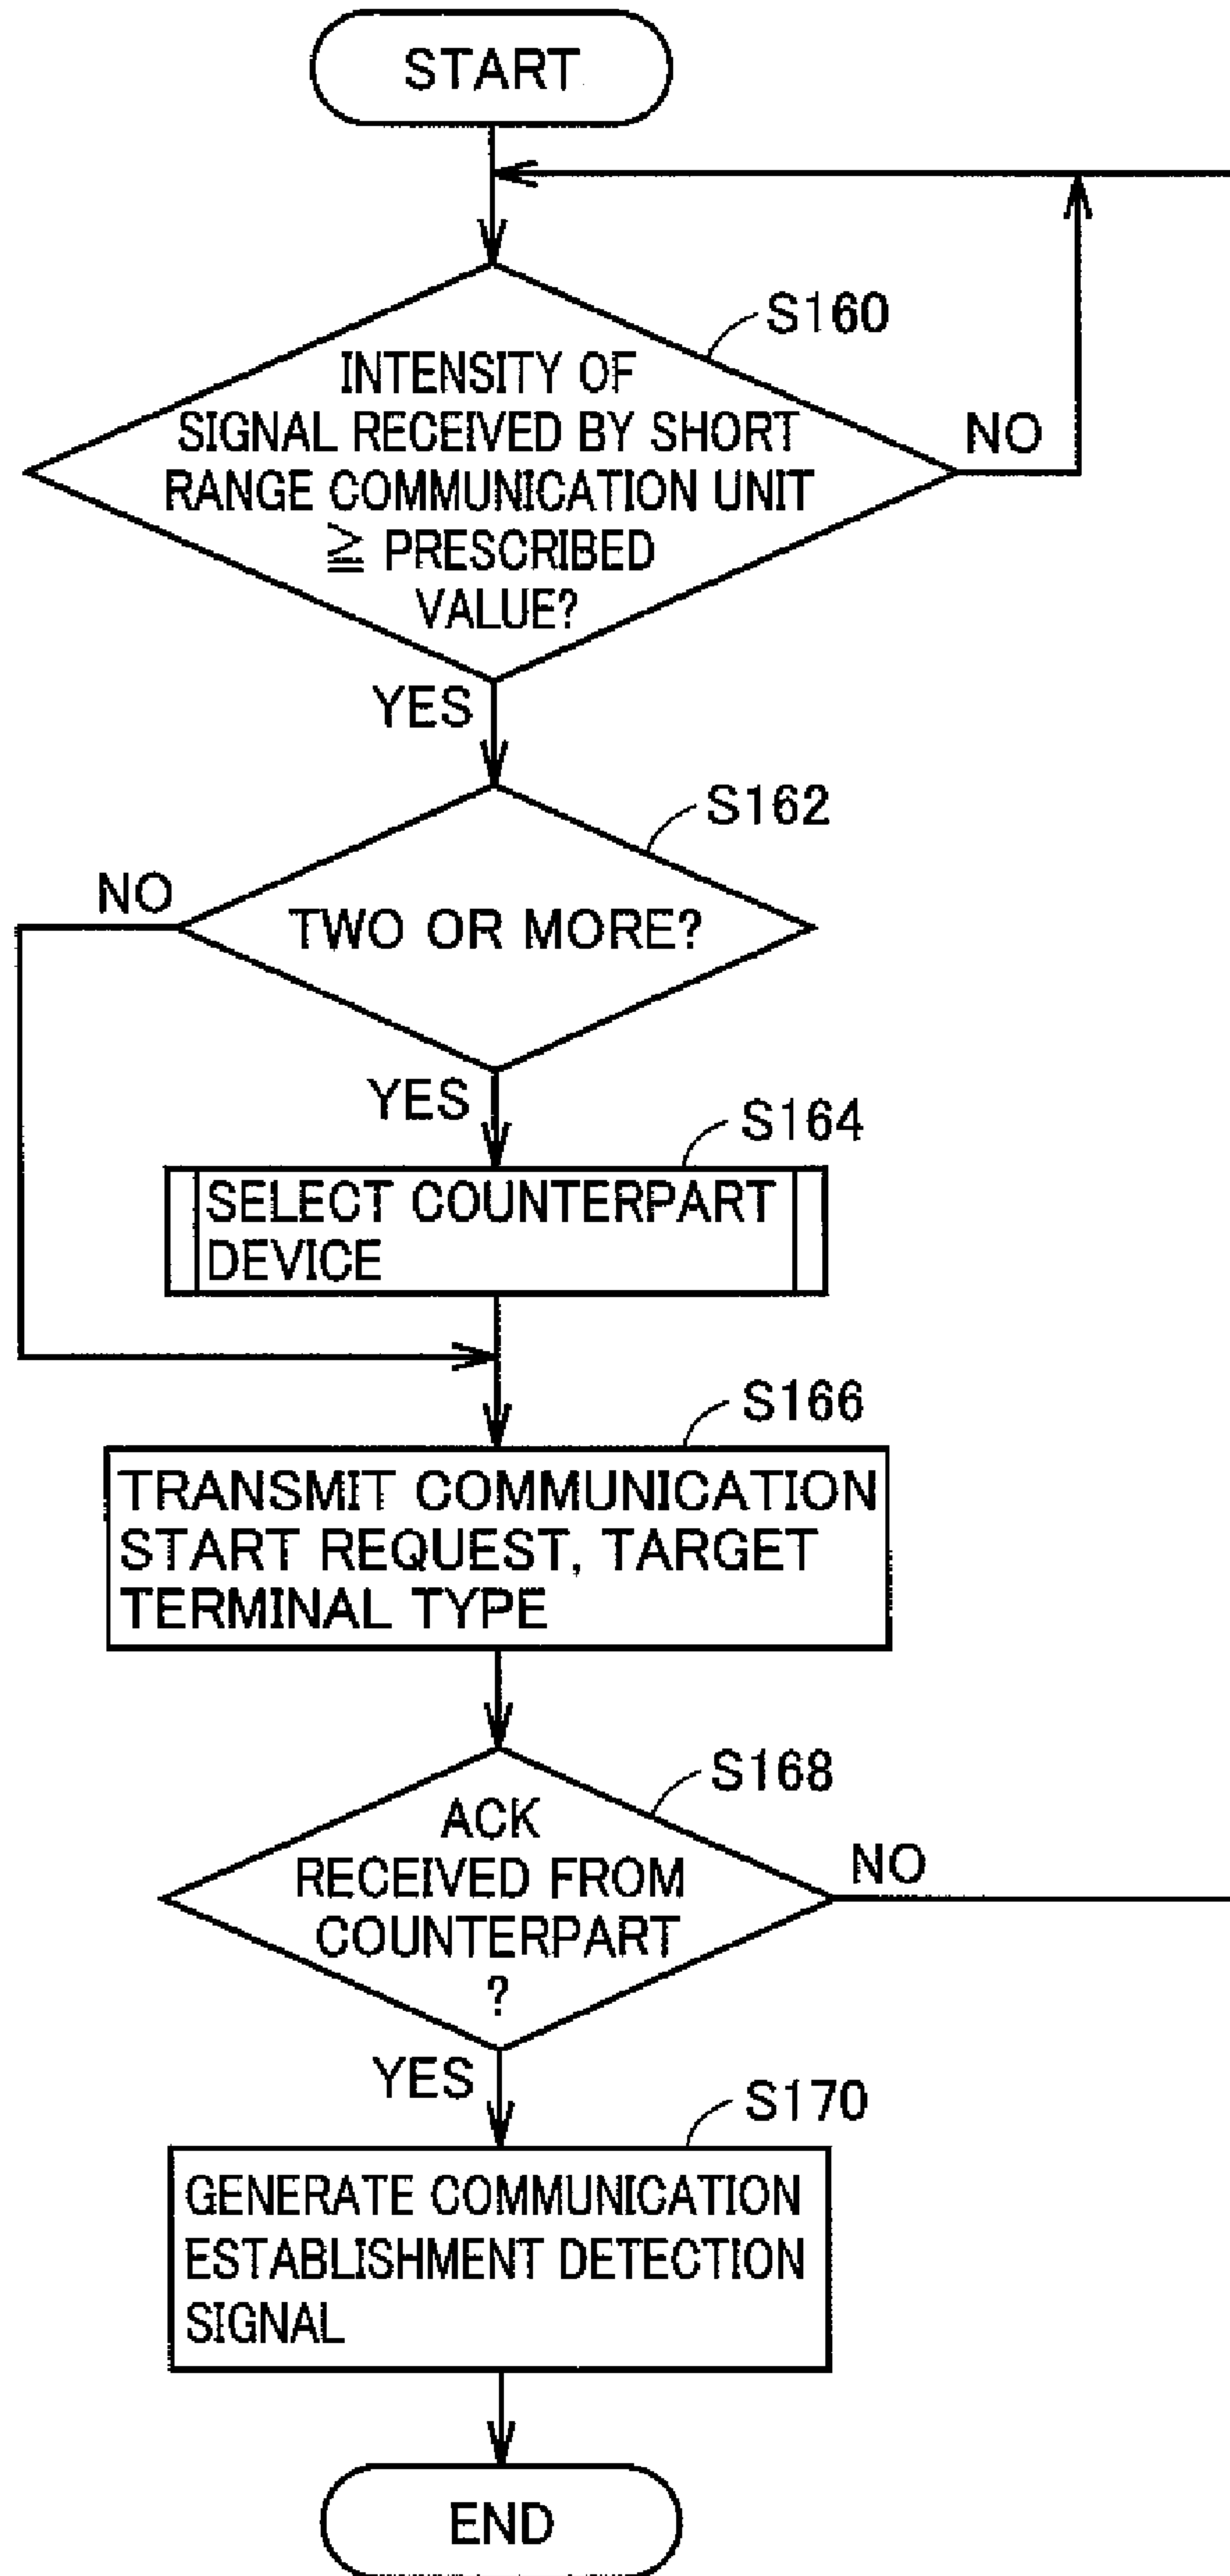 START
S160
INTENSITY OF
SIGNAL RECEIVED BY SHORT
RANGE COMMUNICATION UNIT
≧ PRESCRIBED
VALUE?
NO
YES
S162
NO
TWO OR MORE?
YES
S164
SELECT COUNTERPART
DEVICE
S166
TRANSMIT COMMUNICATION
START REQUEST, TARGET
TERMINAL TYPE
S168
ACK
RECEIVED FROM
COUNTERPART
?
NO
YES
S170
GENERATE COMMUNICATION
ESTABLISHMENT DETECTION
SIGNAL
END